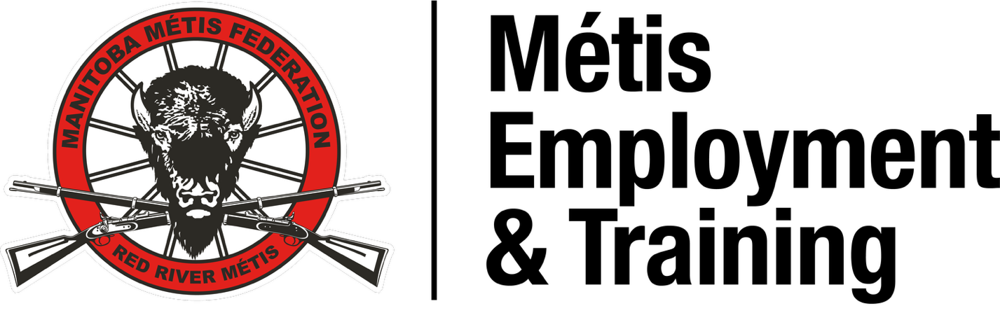 MANITOBA MÉTIS FEDERATION
RED RIVER MÉTIS
Métis
Employment
& Training